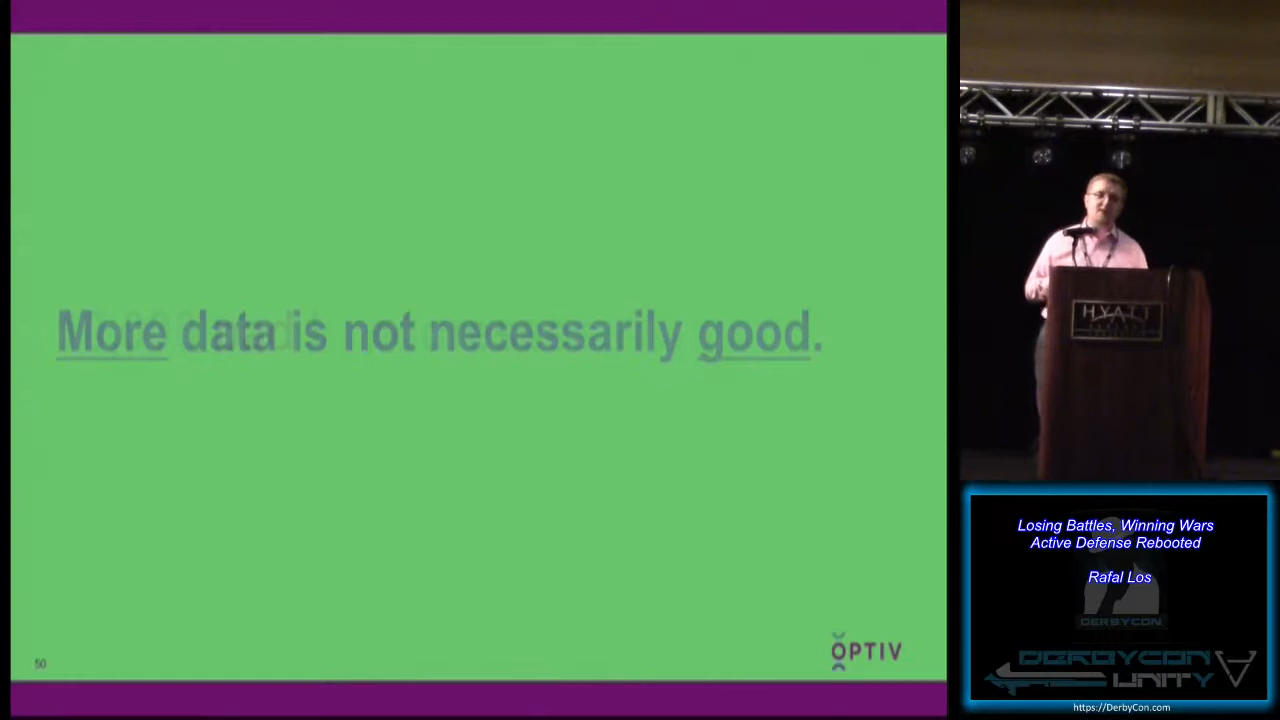 More data is not necessarily good.
50
OPTIV
HYATT
Losing Battles, Winning Wars
Active Defense Rebooted
Rafal Los
DERBYCON
DERBYCON
UNITY
https://DerbyCon.com